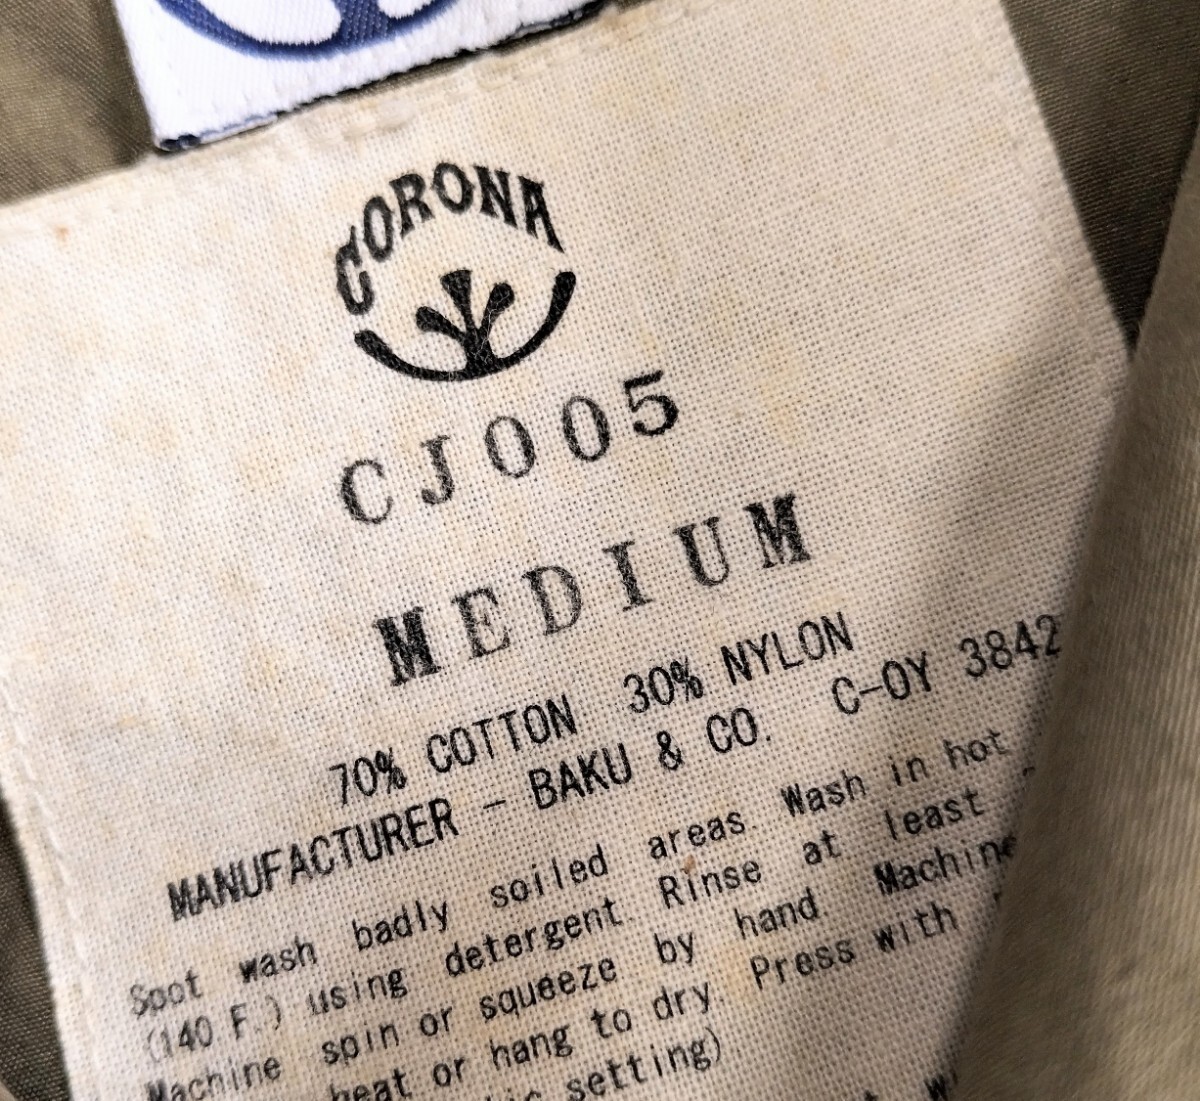 CORONA
CJ005
MEDIUM
70% COTTON 30% NYLON
MANUFACTURER - BAKU & CO. C-OY 3842
Spot wash badly soiled areas. Wash in hot
(140 F.) using detergent. Rinse at least
Machine spin or squeeze by hand. Machine
heat or hang to dry. Press with
setting)